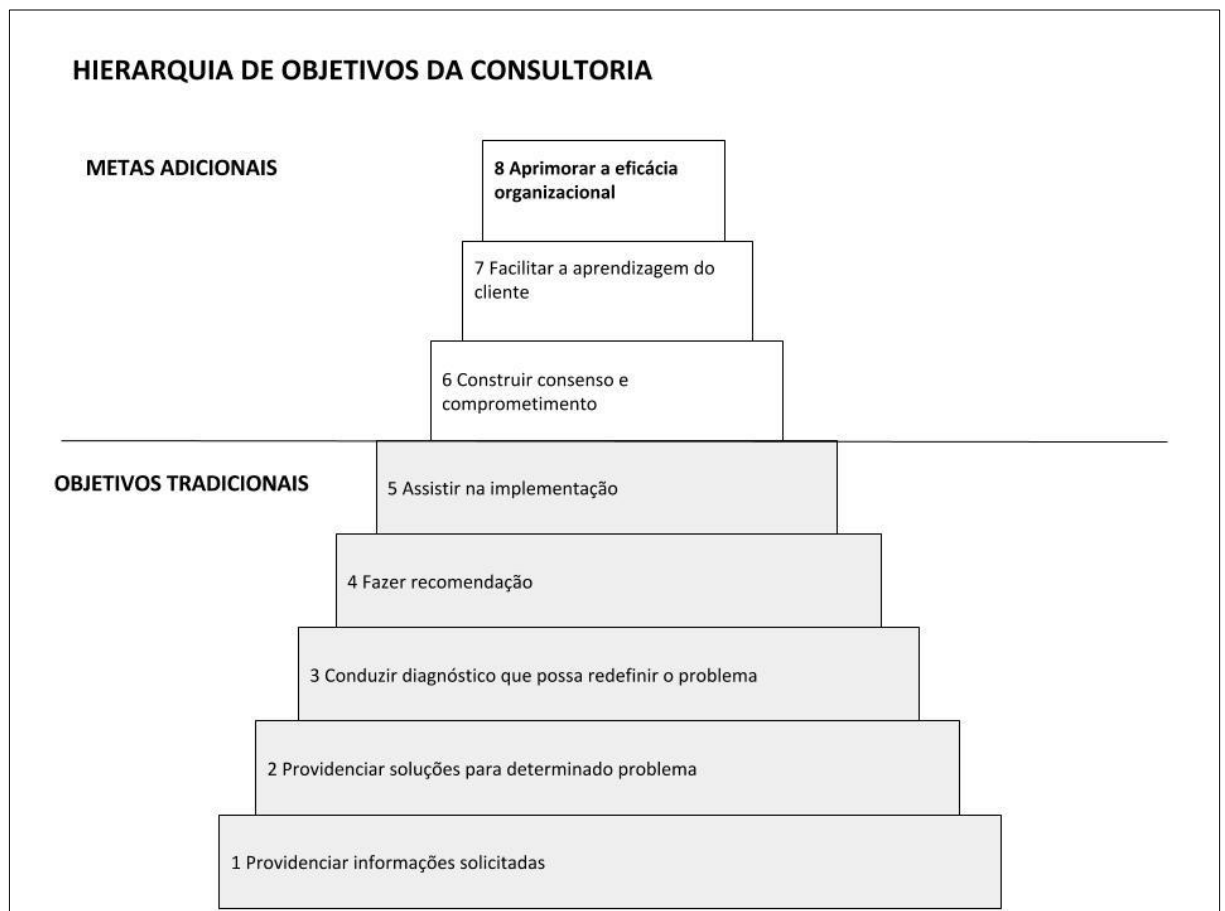 HIERARQUIA DE OBJETIVOS DA CONSULTORIA
METAS ADICIONAIS
8 Aprimorar a eficácia
organizacional
7 Facilitar a aprendizagem do
cliente
6 Construir consenso e
comprometimento
OBJETIVOS TRADICIONAIS
5 Assistir na implementação
4 Fazer recomendação
3 Conduzir diagnóstico que possa redefinir o problema
2 Providenciar soluções para determinado problema
1 Providenciar informações solicitadas